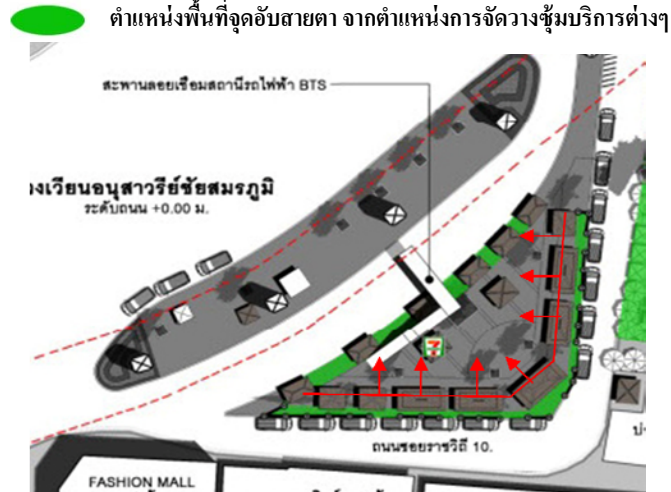 ตำแหน่งพื้นที่จุดอับสายตา จากตำแหน่งการจัดวางซุ้มบริการต่างๆ
สะพานลอยเชื่อมสถานีรถไฟฟ้า BTS
งเวียนอนุสาวรีย์ชัยสมรภูมิ
ระดับถนน +0.00 ม.
7
ถนนซอยราชวิถี 10.
FASHION MALL